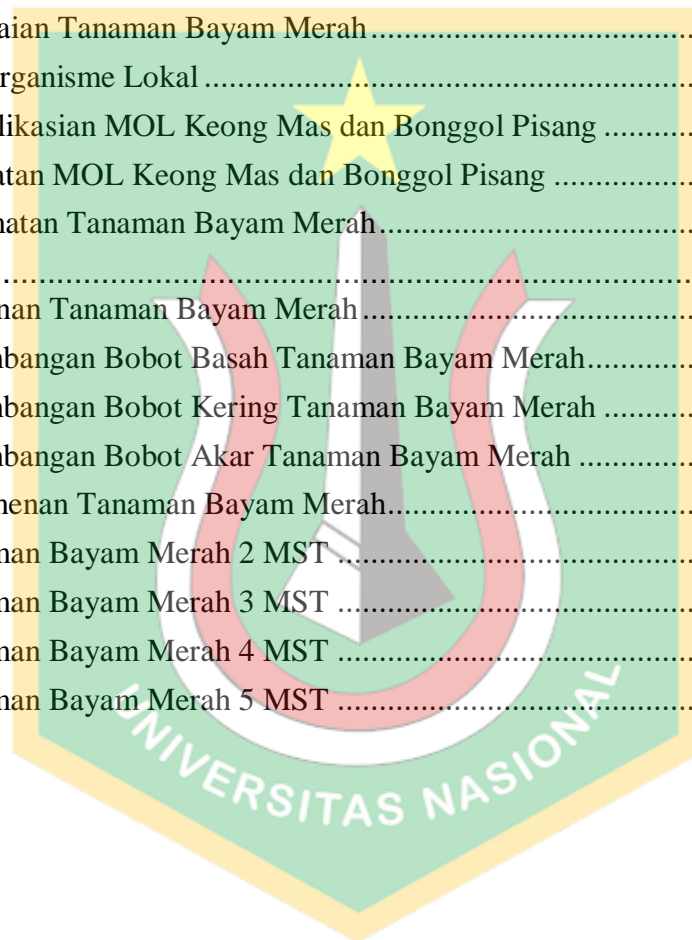 aian Tanaman Bayam Merah........................................
rganisme Lokal........................................
likasian MOL Keong Mas dan Bonggol Pisang ............
atan MOL Keong Mas dan Bonggol Pisang ..................
natan Tanaman Bayam Merah........................................
........................................
nan Tanaman Bayam Merah........................................
nbangan Bobot Basah Tanaman Bayam Merah..............
nbangan Bobot Kering Tanaman Bayam Merah ............
nbangan Bobot Akar Tanaman Bayam Merah ...............
nenan Tanaman Bayam Merah........................................
nan Bayam Merah 2 MST ........................................
nan Bayam Merah 3 MST ........................................
nan Bayam Merah 4 MST ........................................
nan Bayam Merah 5 MST ........................................
UNIVERSITAS NASIONAL